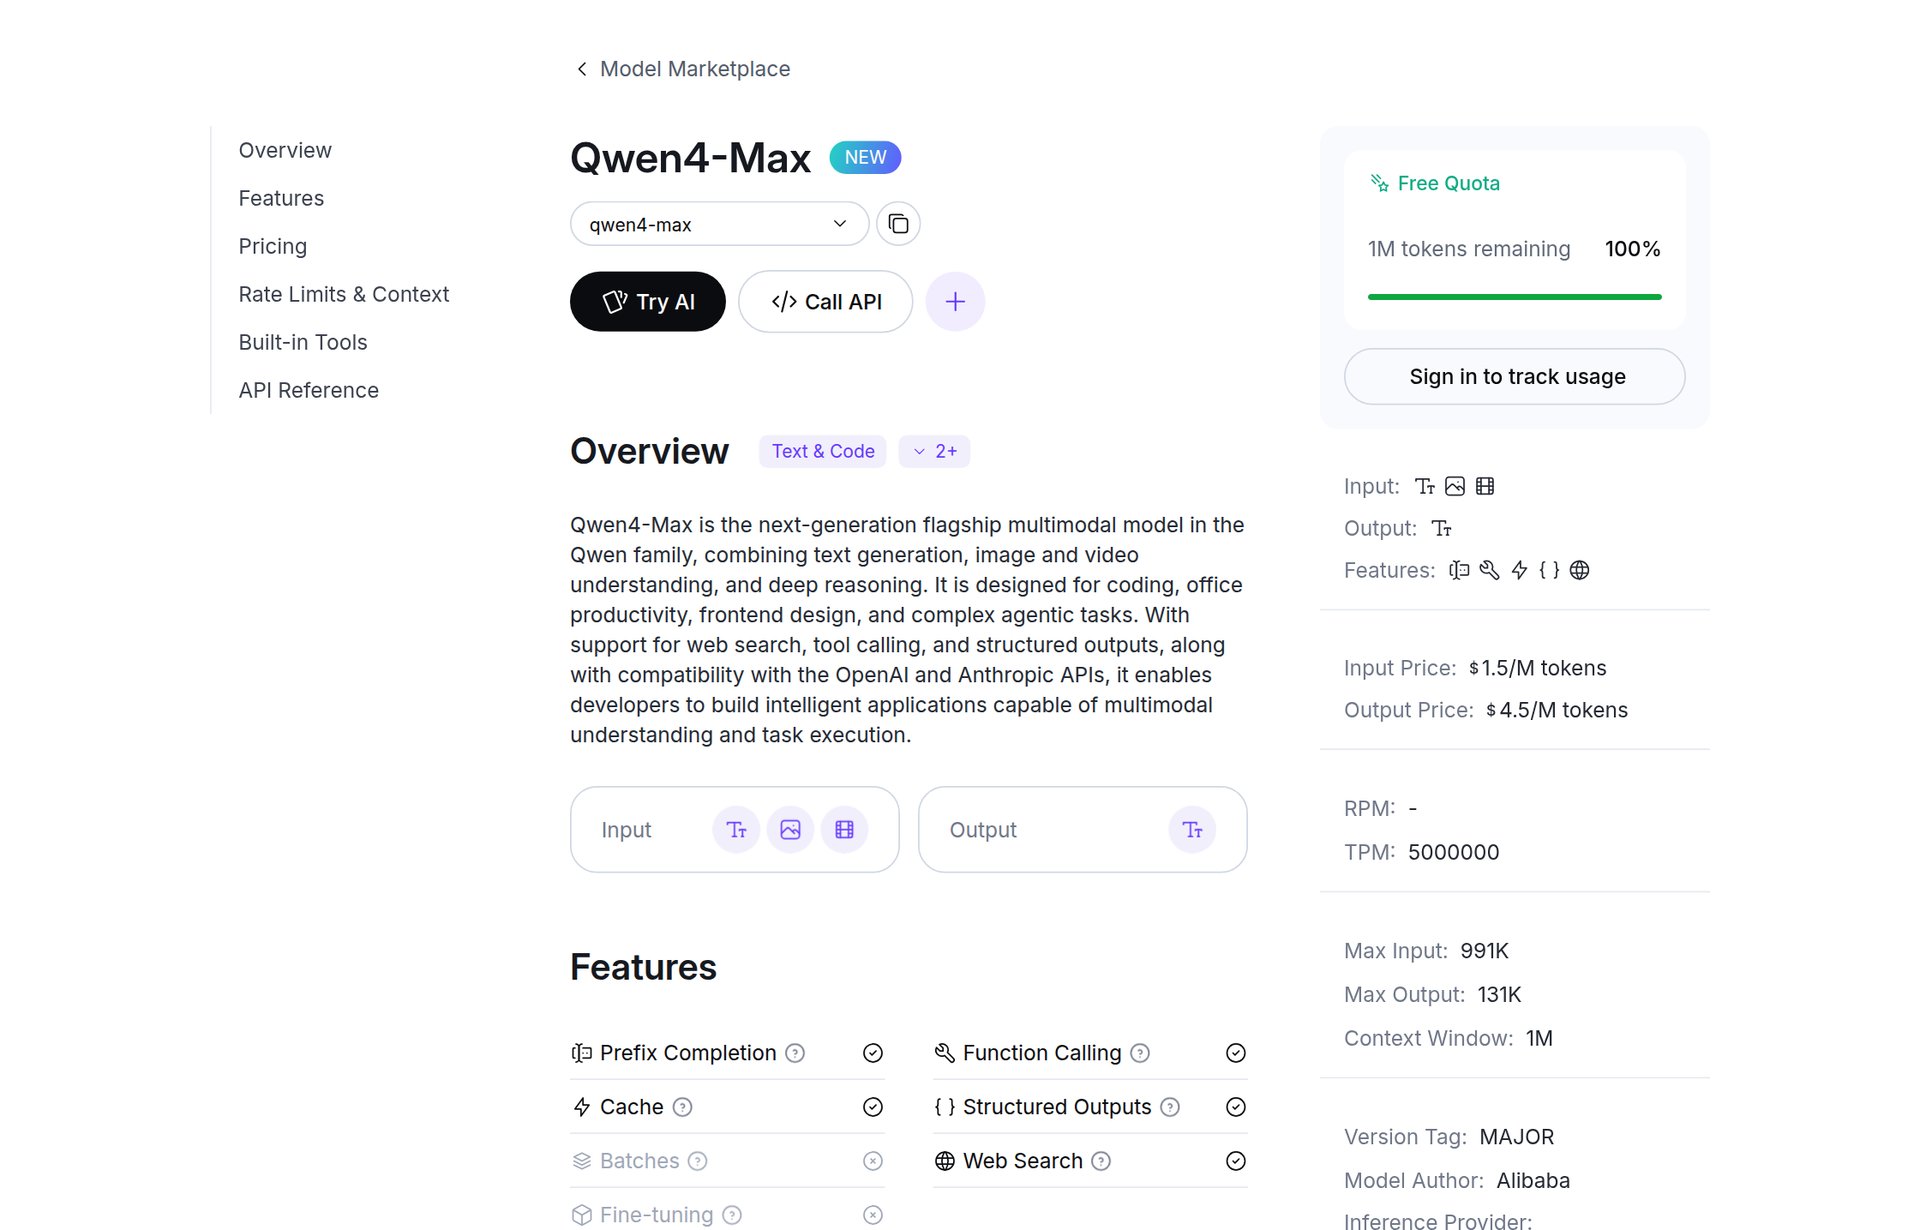 Model Marketplace
Overview
Features
Pricing
Rate Limits & Context
Built-in Tools
API Reference
Qwen4-Max NEW
qwen4-max
Try AI
Call API
Overview
Text & Code
2+
Qwen4-Max is the next-generation flagship multimodal model in the
Qwen family, combining text generation, image and video
understanding, and deep reasoning. It is designed for coding, office
productivity, frontend design, and complex agentic tasks. With
support for web search, tool calling, and structured outputs, along
with compatibility with the OpenAI and Anthropic APIs, it enables
developers to build intelligent applications capable of multimodal
understanding and task execution.
Input
Output
Features
Prefix Completion
Function Calling
Cache
Structured Outputs
Batches
Web Search
Fine-tuning
Free Quota
1M tokens remaining 100%
Sign in to track usage
Input:
Output:
Features:
Input Price: $1.5/M tokens
Output Price: $4.5/M tokens
RPM: -
TPM: 5000000
Max Input: 991K
Max Output: 131K
Context Window: 1M
Version Tag: MAJOR
Model Author: Alibaba
Inference Provider: